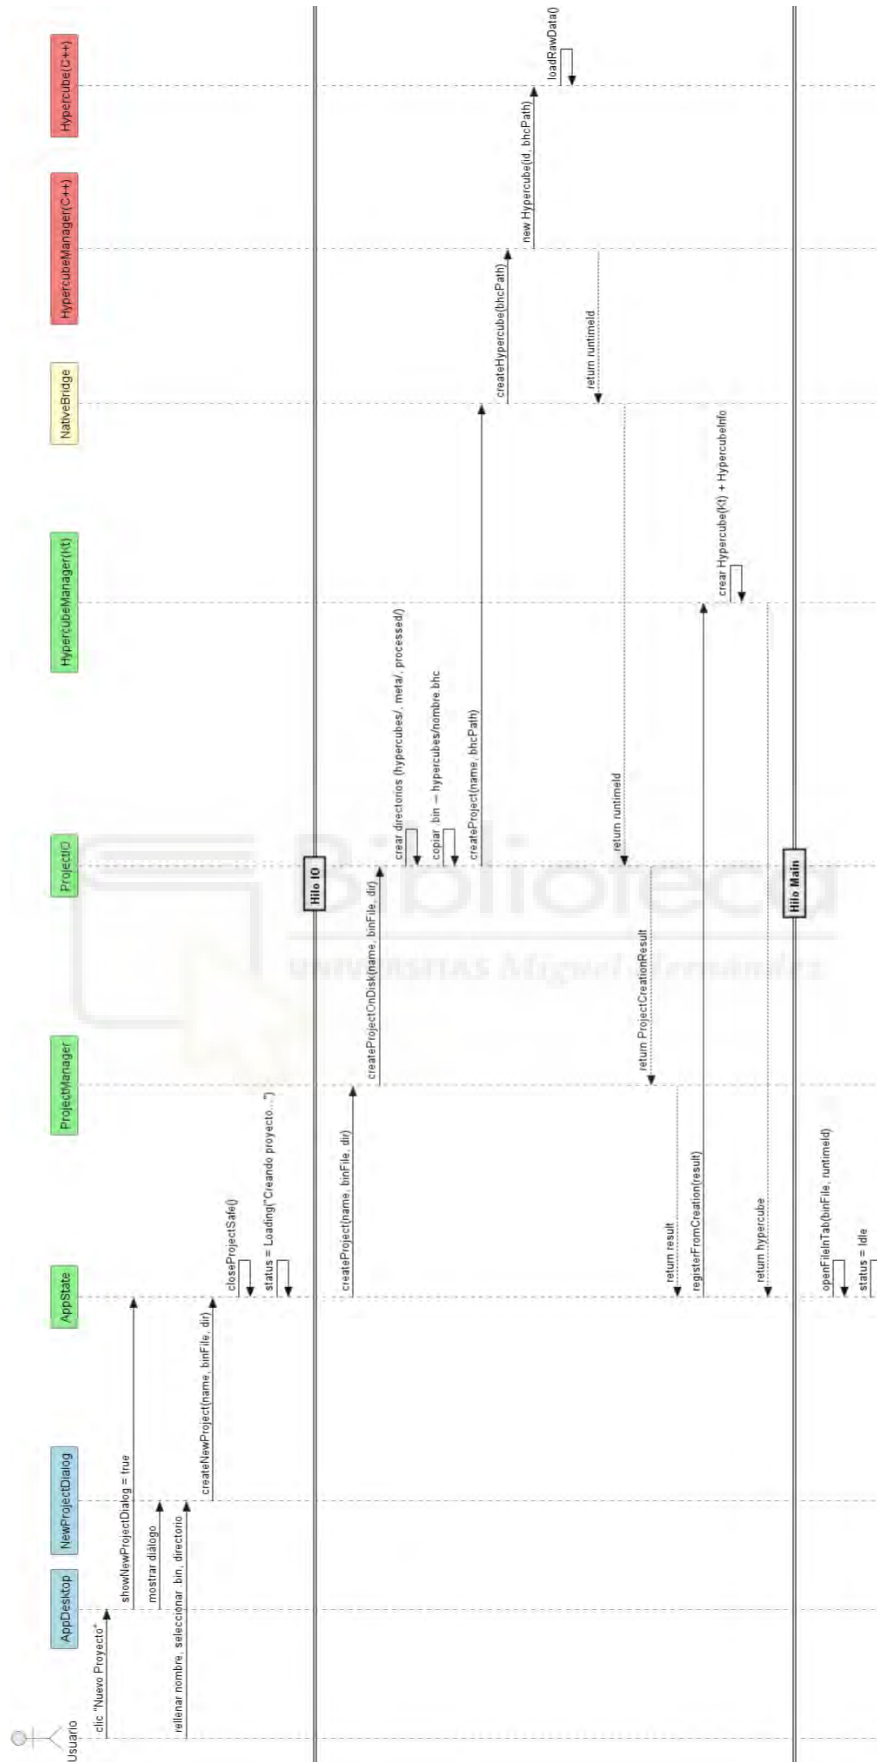 Usuario
AppDesktop
NewProjectDialog
AppState
ProjectManager
ProjectIO
HypercubeManager(Kt)
NativeBridge
HypercubeManager(C++)
Hypercube(C++)
clic "Nuevo Proyecto"
showNewProjectDialog = true
mostrar diálogo
rellenar nombre, seleccionar .bin, directorio
createNewProject(name, binFile, dir)
closeProjectSafe()
status = Loading("Creando proyecto...")
Hilo IO
createProject(name, binFile, dir)
createProjectOnDisk(name, binFile, dir)
crear directorios (hypercubes/, meta/, processed/)
copiar .bin — hypercubes/nombre.bhc
createProject(name, bhcPath)
createHypercube(bhcPath)
new Hypercube(id, bhcPath)
loadRawData()
return runtimeId
return runtimeId
return ProjectCreationResult
return result
registerFromCreation(result)
crear Hypercube(Kt) + HypercubeInfo
return hypercube
Hilo Main
openFileInTab(binFile, runtimeId)
status = Idle
Biblioteca
UNIVERSITAS Miguel Hernández